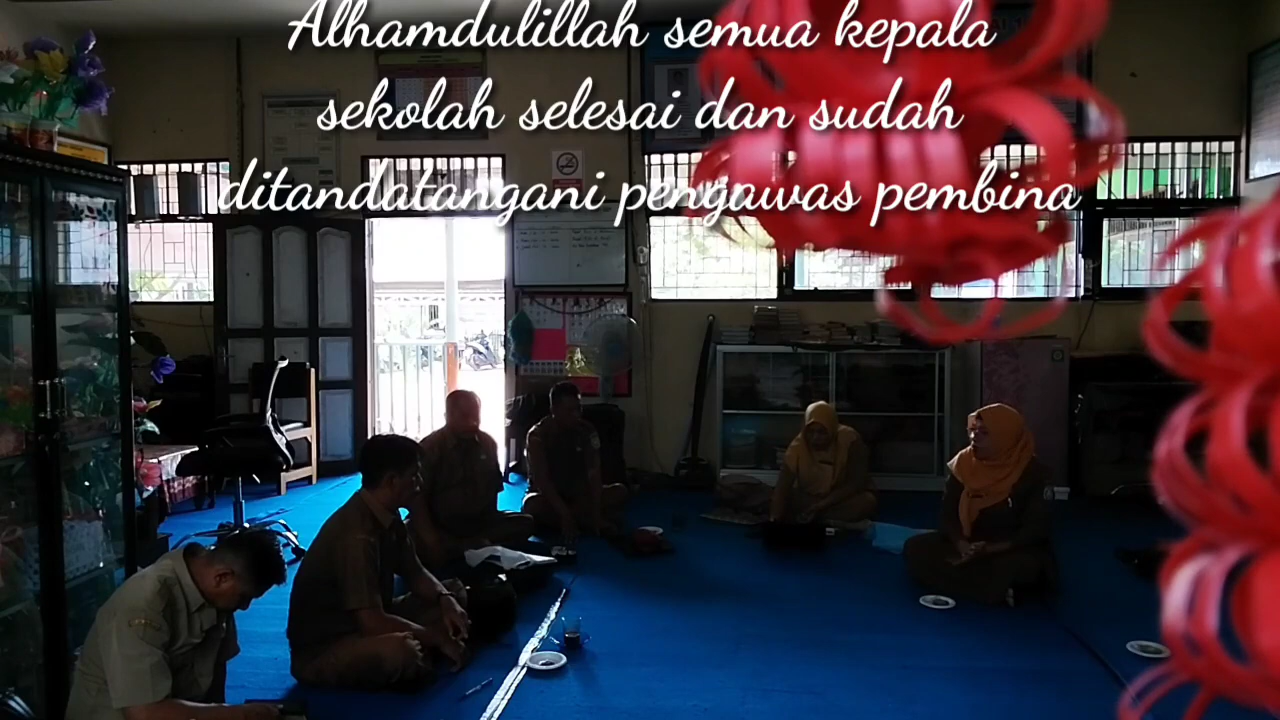 Alhamdulillah semua kepala
sekolah selesai dan sudah
ditandatangani pengawas pembina